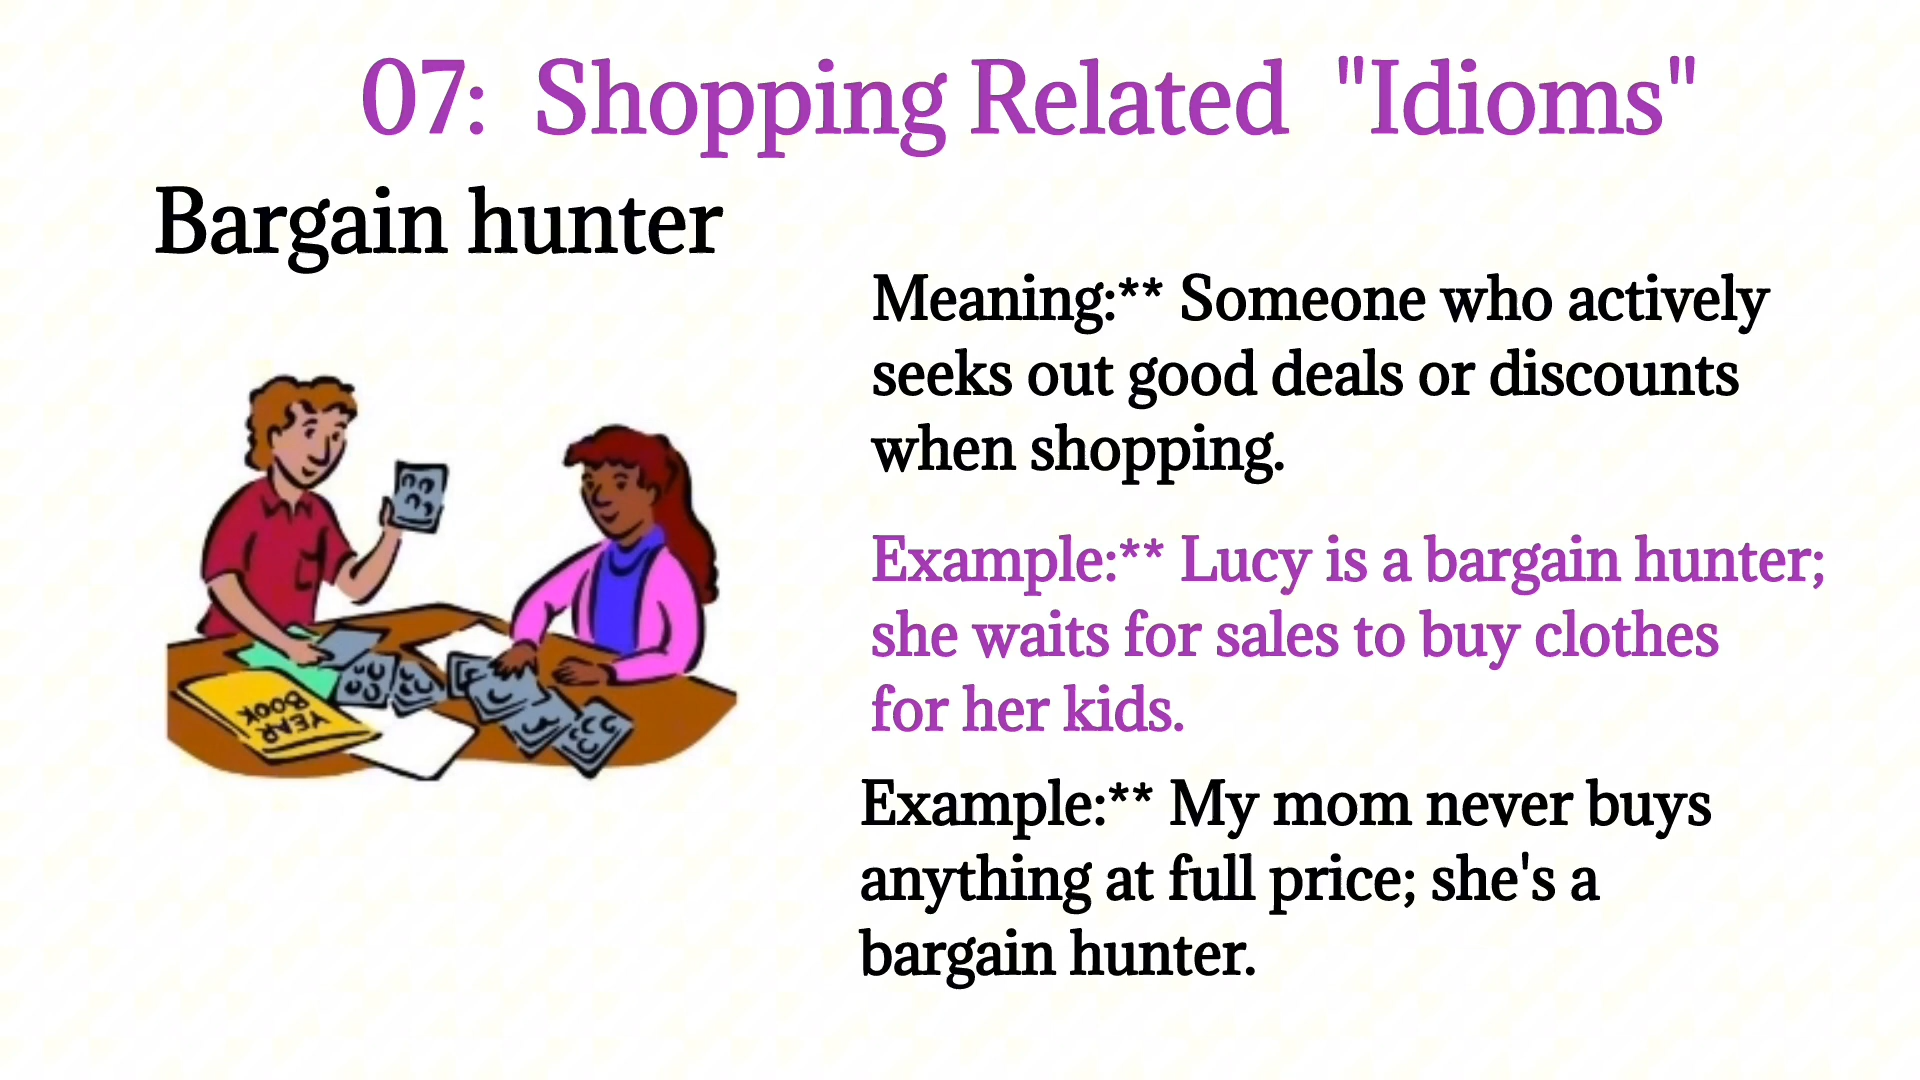 07: Shopping Related "Idioms"
Bargain hunter
Meaning:** Someone who actively
seeks out good deals or discounts
when shopping.
Example:** Lucy is a bargain hunter;
she waits for sales to buy clothes
for her kids.
Example:** My mom never buys
anything at full price; she's a
bargain hunter.
YEAR
BOOK